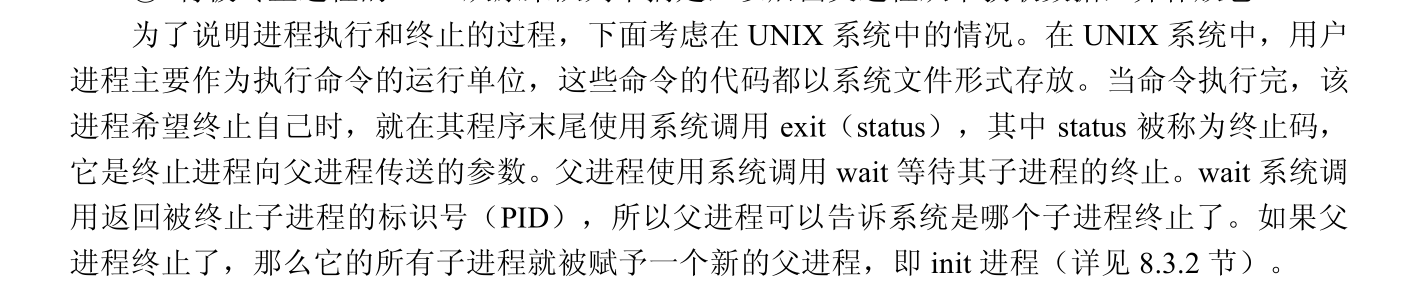 为了说明进程执行和终止的过程，下面考虑在 UNIX 系统中的情况。在 UNIX 系统中，用户
进程主要作为执行命令的运行单位，这些命令的代码都以系统文件形式存放。当命令执行完，该
进程希望终止自己时，就在其程序末尾使用系统调用 exit（status），其中 status 被称为终止码，
它是终止进程向父进程传送的参数。父进程使用系统调用 wait 等待其子进程的终止。wait 系统调
用返回被终止子进程的标识号（PID），所以父进程可以告诉系统是哪个子进程终止了。如果父
进程终止了，那么它的所有子进程就被赋予一个新的父进程，即 init 进程（详见 8.3.2 节）。